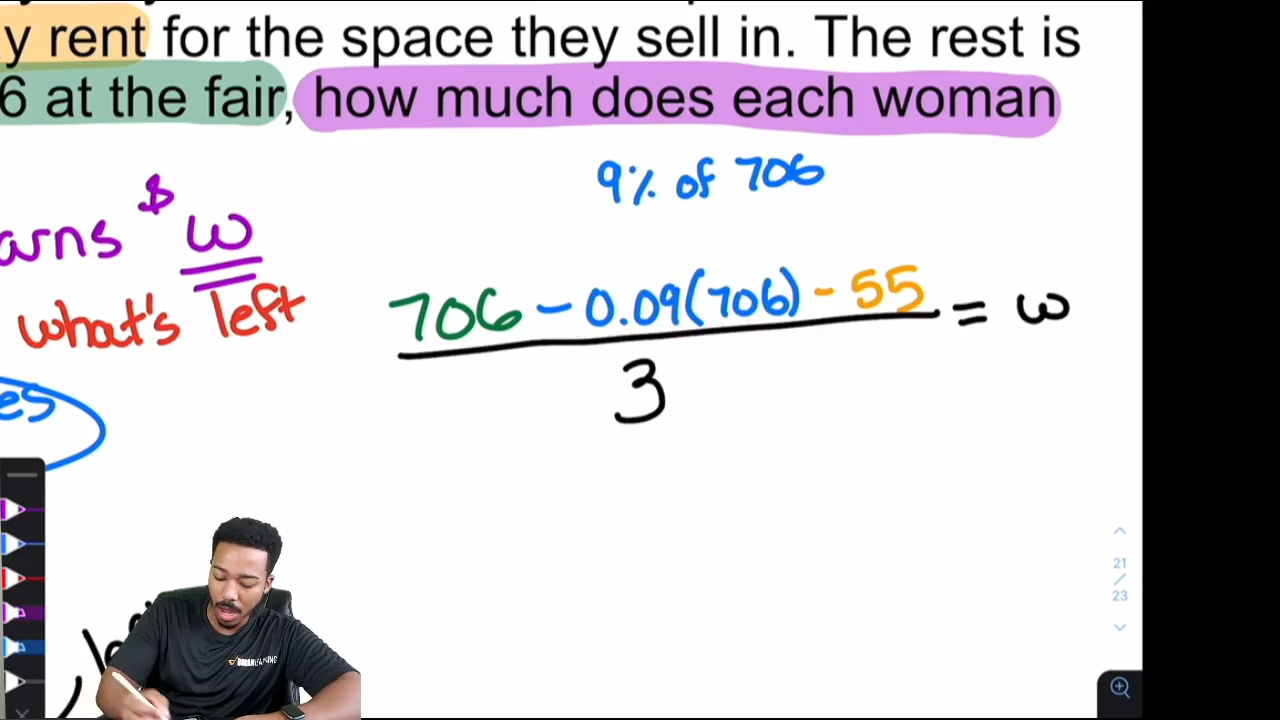 y rent for the space they sell in. The rest is
6 at the fair, how much does each woman
9% of 706
arns $ w
what's left
706 - 0.09(706) - 55 = w
3
es
21
/
23